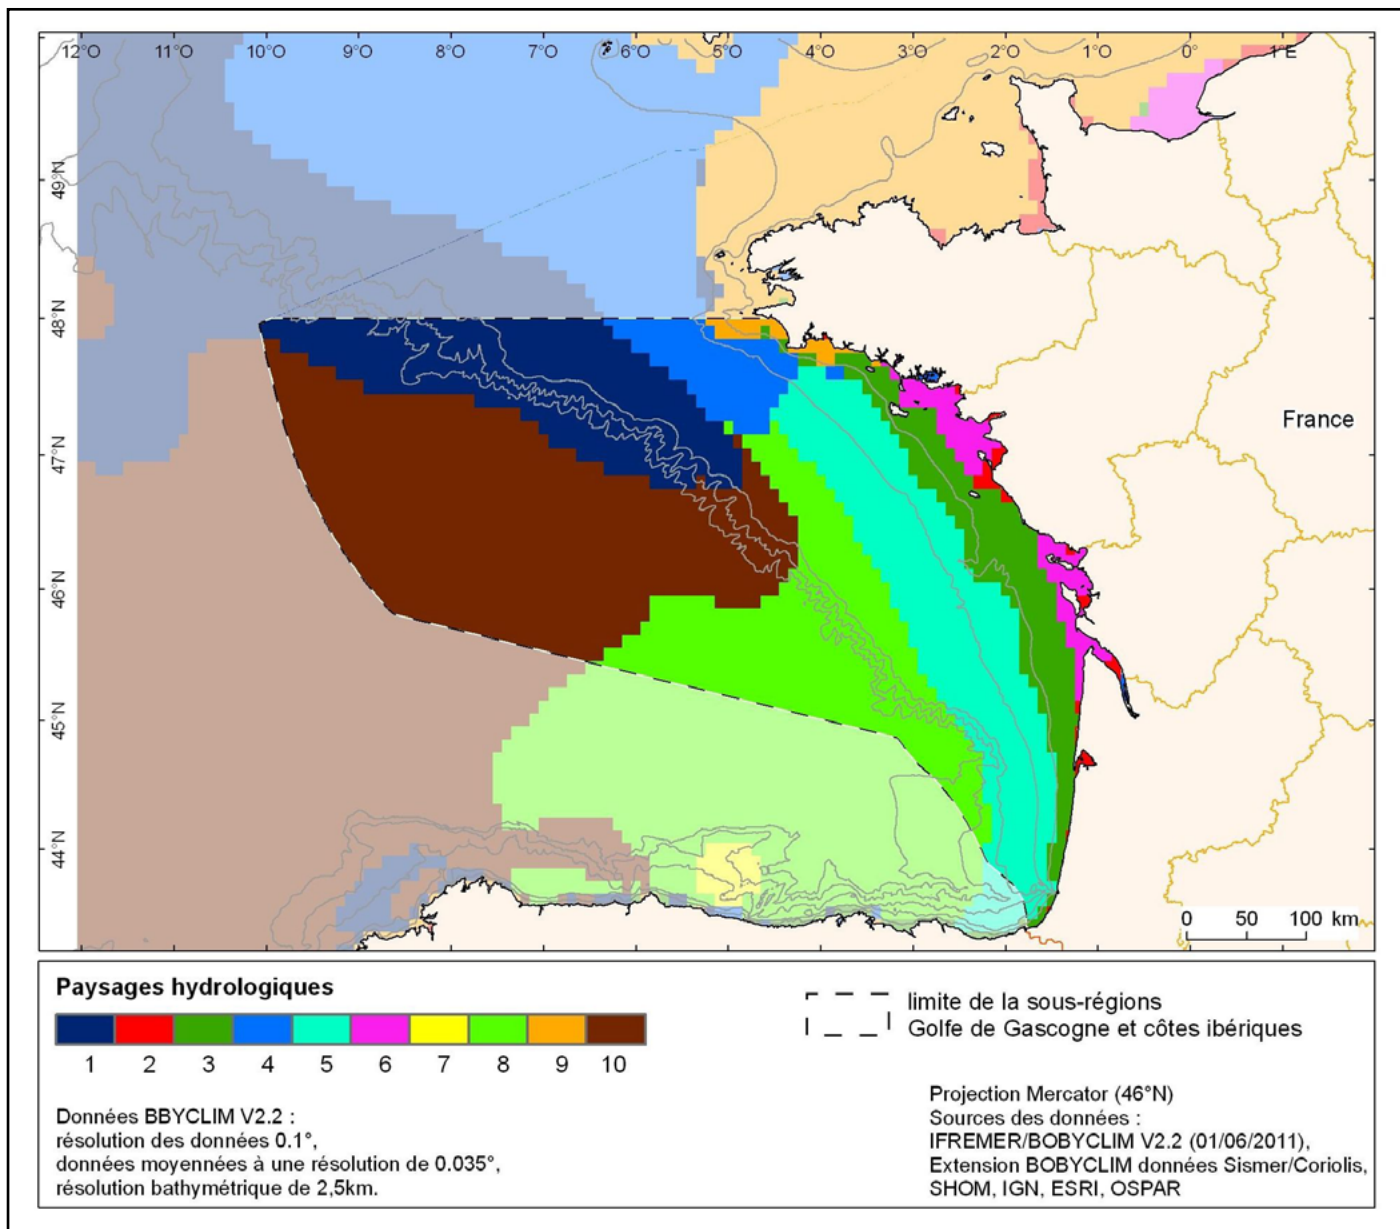 12°O 11°O 10°O 9°O 8°O 7°O 6°O 5°O 4°O 3°O 2°O 1°O 0° 1°E
49°N
48°N
47°N
46°N
45°N
44°N
France
0 50 100 km
Paysages hydrologiques
1 2 3 4 5 6 7 8 9 10
limite de la sous-régions
Golfe de Gascogne et côtes ibériques
Données BBYCLIM V2.2 :
résolution des données 0.1°,
données moyennées à une résolution de 0.035°,
résolution bathymétrique de 2,5km.
Projection Mercator (46°N)
Sources des données :
IFREMER/BOBYCLIM V2.2 (01/06/2011),
Extension BOBYCLIM données Sismer/Coriolis,
SHOM, IGN, ESRI, OSPAR